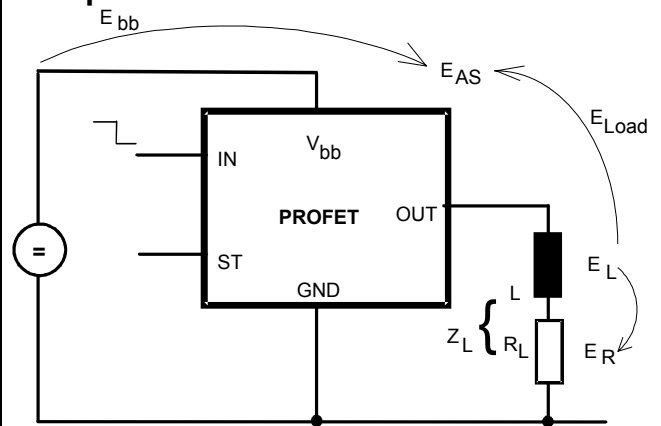 E bb
E AS
E Load
V bb
IN
PROFET
OUT
=
ST
GND
L
E L
Z L { R L
E R